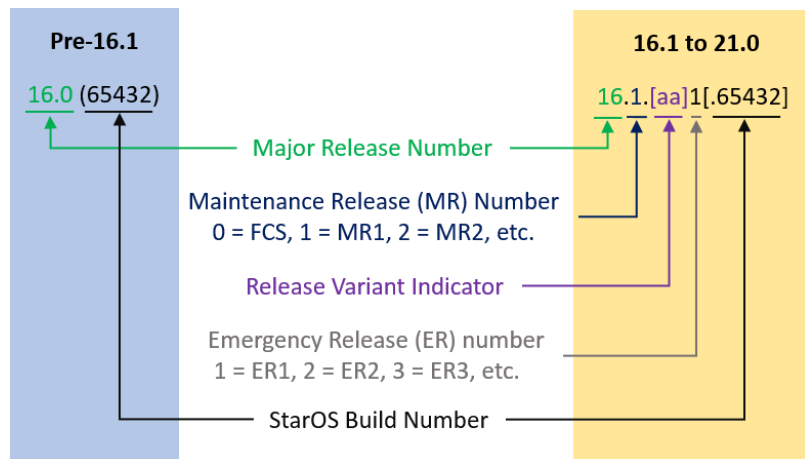 Pre-16.1
16.1 to 21.0
16.0 (65432)
16.1.[aa]1[.65432]
Major Release Number
Maintenance Release (MR) Number
0 = FCS, 1 = MR1, 2 = MR2, etc.
Release Variant Indicator
Emergency Release (ER) number
1 = ER1, 2 = ER2, 3 = ER3, etc.
StarOS Build Number